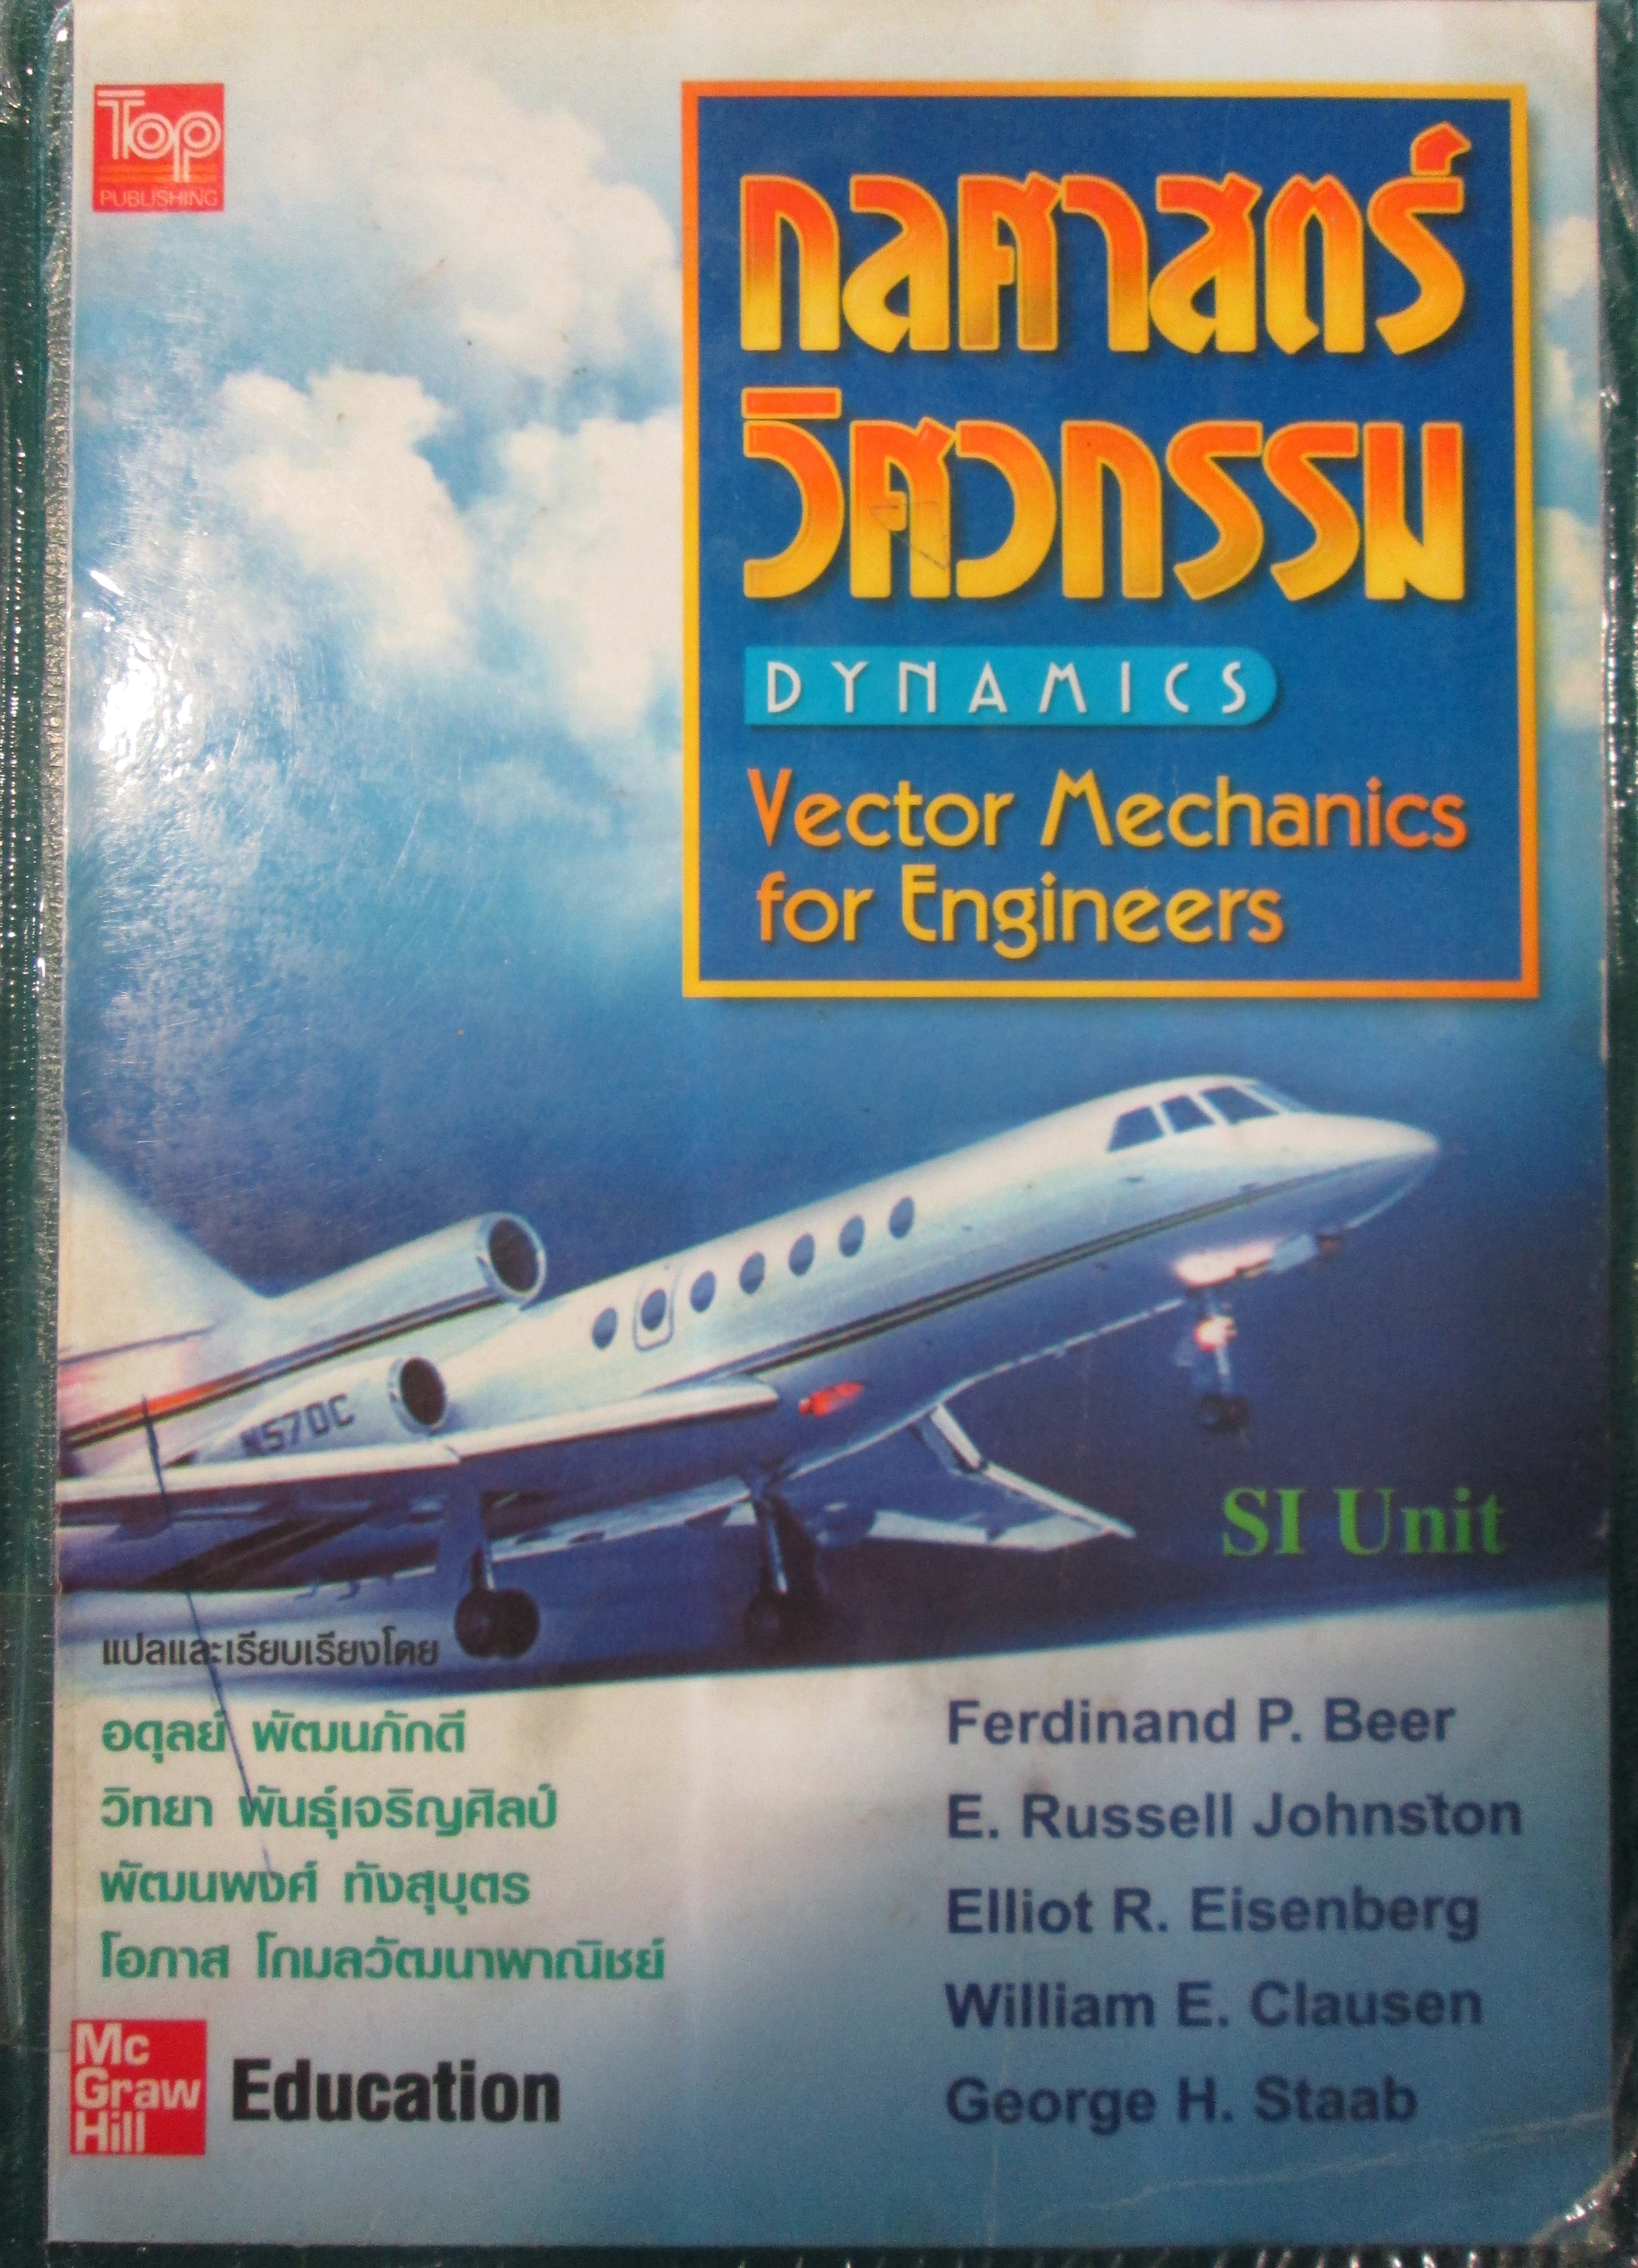 Top
PUBLISHING
กลศาสตร์
วิศวกรรม
DYNAMICS
Vector Mechanics
for Engineers
N57DC
SI Unit
แปลและเรียบเรียงโดย
อดุลย์ พัฒนภักดี
วิทยา พันธุ์เจริญศิลป์
พัฒนพงศ์ ทังสุบุตร
โอภาส โกมลวัฒนาพาณิชย์
Ferdinand P. Beer
E. Russell Johnston
Elliot R. Eisenberg
William E. Clausen
George H. Staab
Mc
Graw
Hill
Education